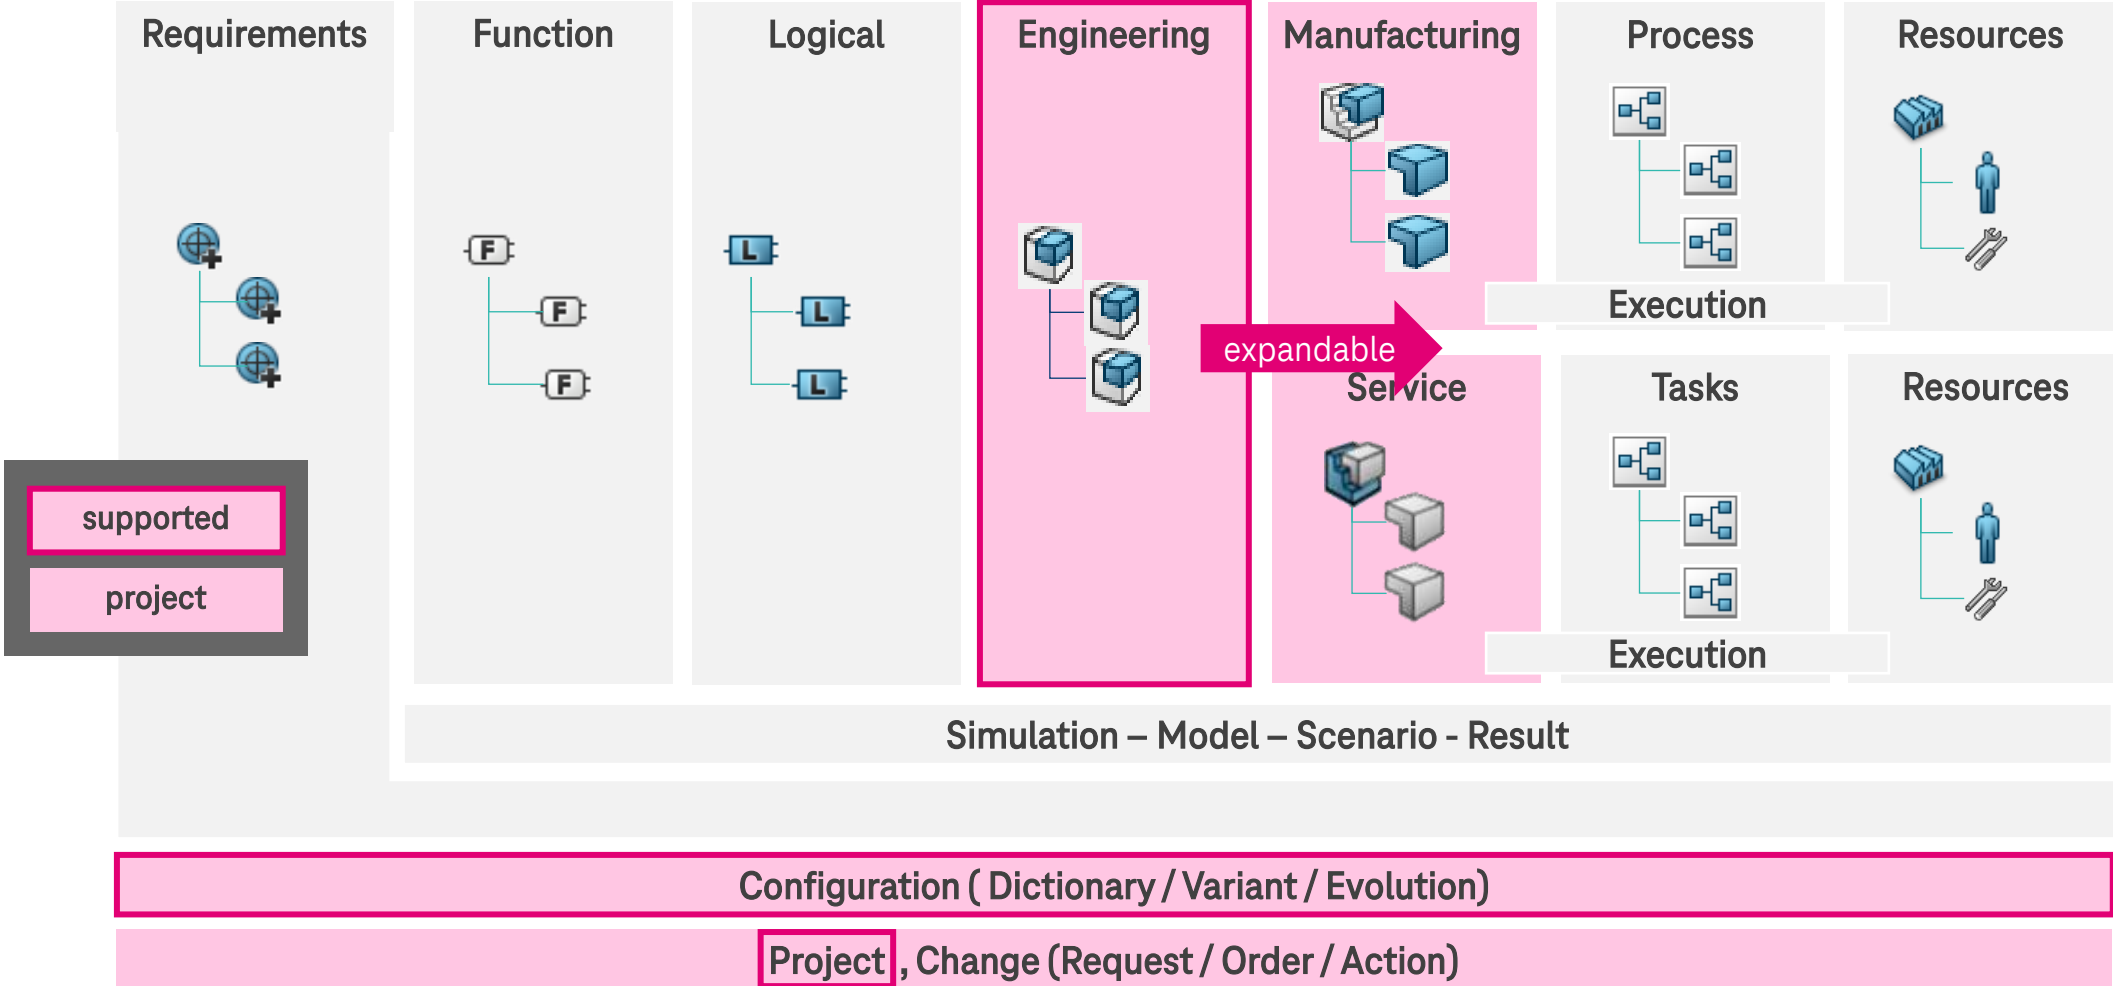 Requirements
Function
Logical
Engineering
Manufacturing
Process
Resources
F
F
F
L
L
L
Execution
expandable
Service
Tasks
Resources
supported
project
Execution
Simulation – Model – Scenario - Result
Configuration ( Dictionary / Variant / Evolution)
Project , Change (Request / Order / Action)